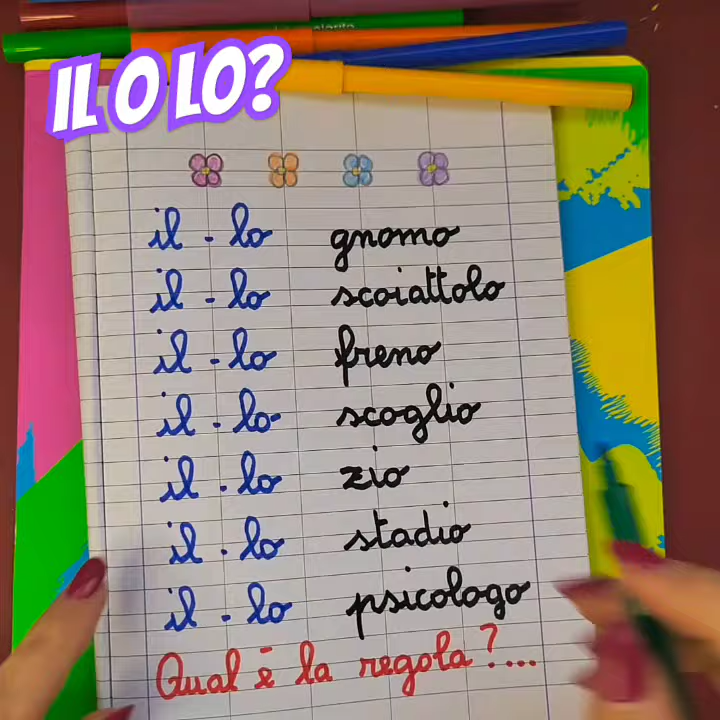 IL O LO?
il - lo gnomo
il - lo scoiattolo
il - lo freno
il - lo scoglio
il - lo zio
il - lo stadio
il - lo psicologo
Qual è la regola?...